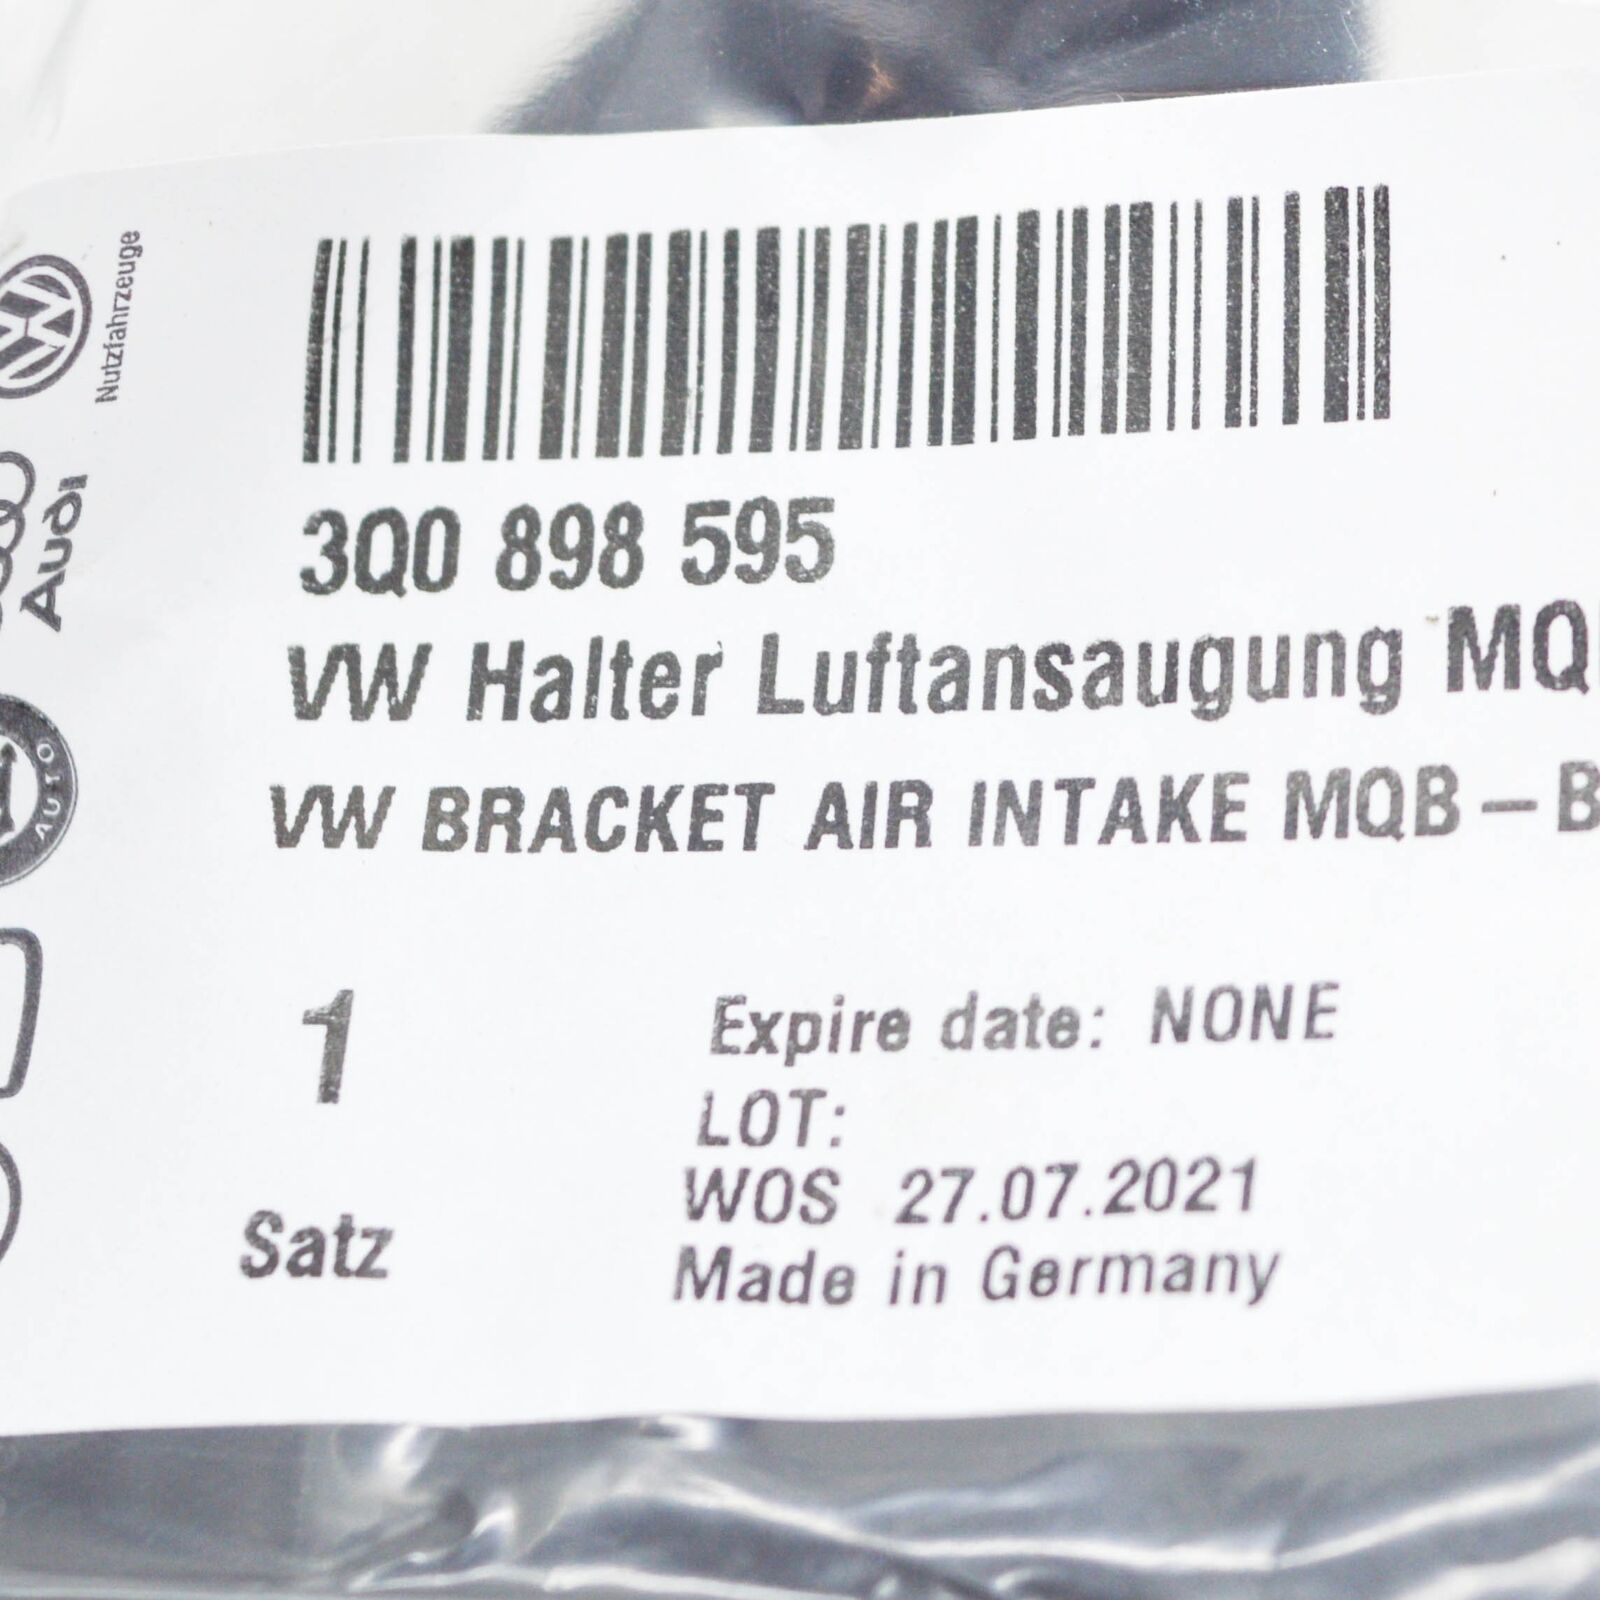 3Q0 898 595
VW Halter Luftansaugung
VW BRACKET AIR INTAKE MQB – B
1
Satz
Expire date: NONE
LOT:
WOS 27.07.2021
Made in Germany
Nutzfahrzeuge
Audi
AUTO